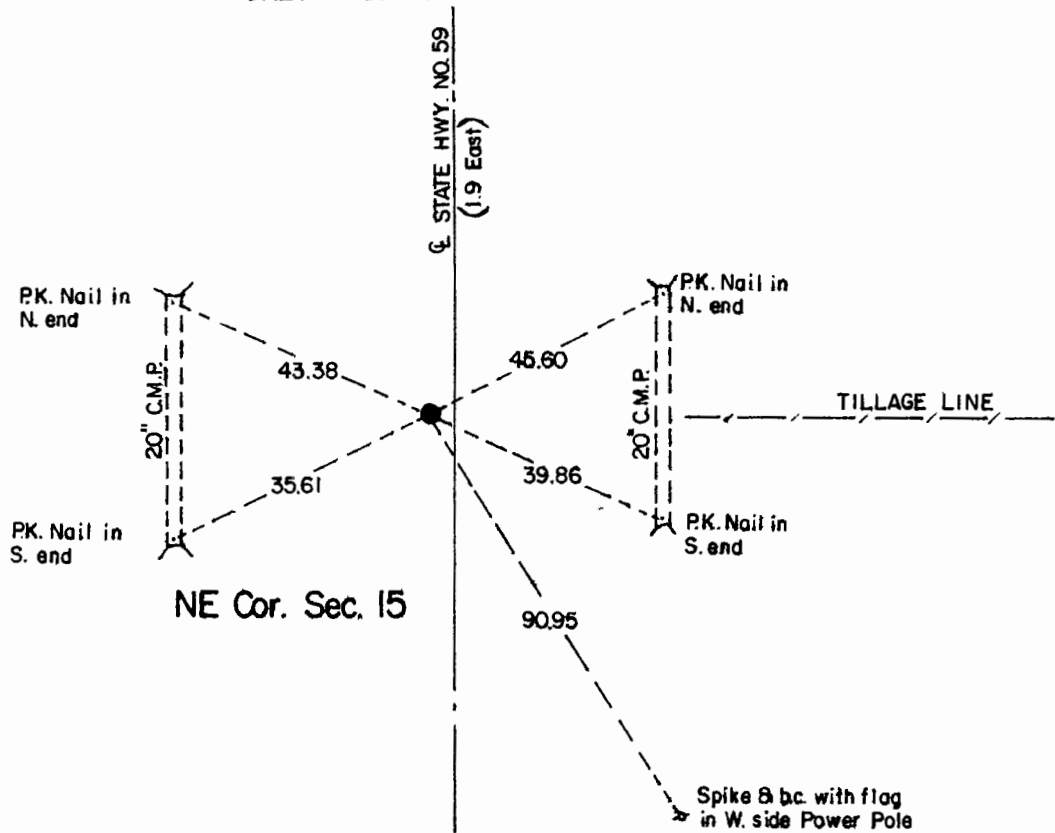 ℄ STATE HWY. NO. 59
(1.9 East)
P.K. Nail in
N. end
P.K. Nail in
N. end
43.38
45.60
20" C.M.P.
20" C.M.P.
TILLAGE LINE
35.61
39.86
P.K. Nail in
S. end
P.K. Nail in
S. end
NE Cor. Sec. 15
90.95
Spike & b.c. with flag
in W. side Power Pole